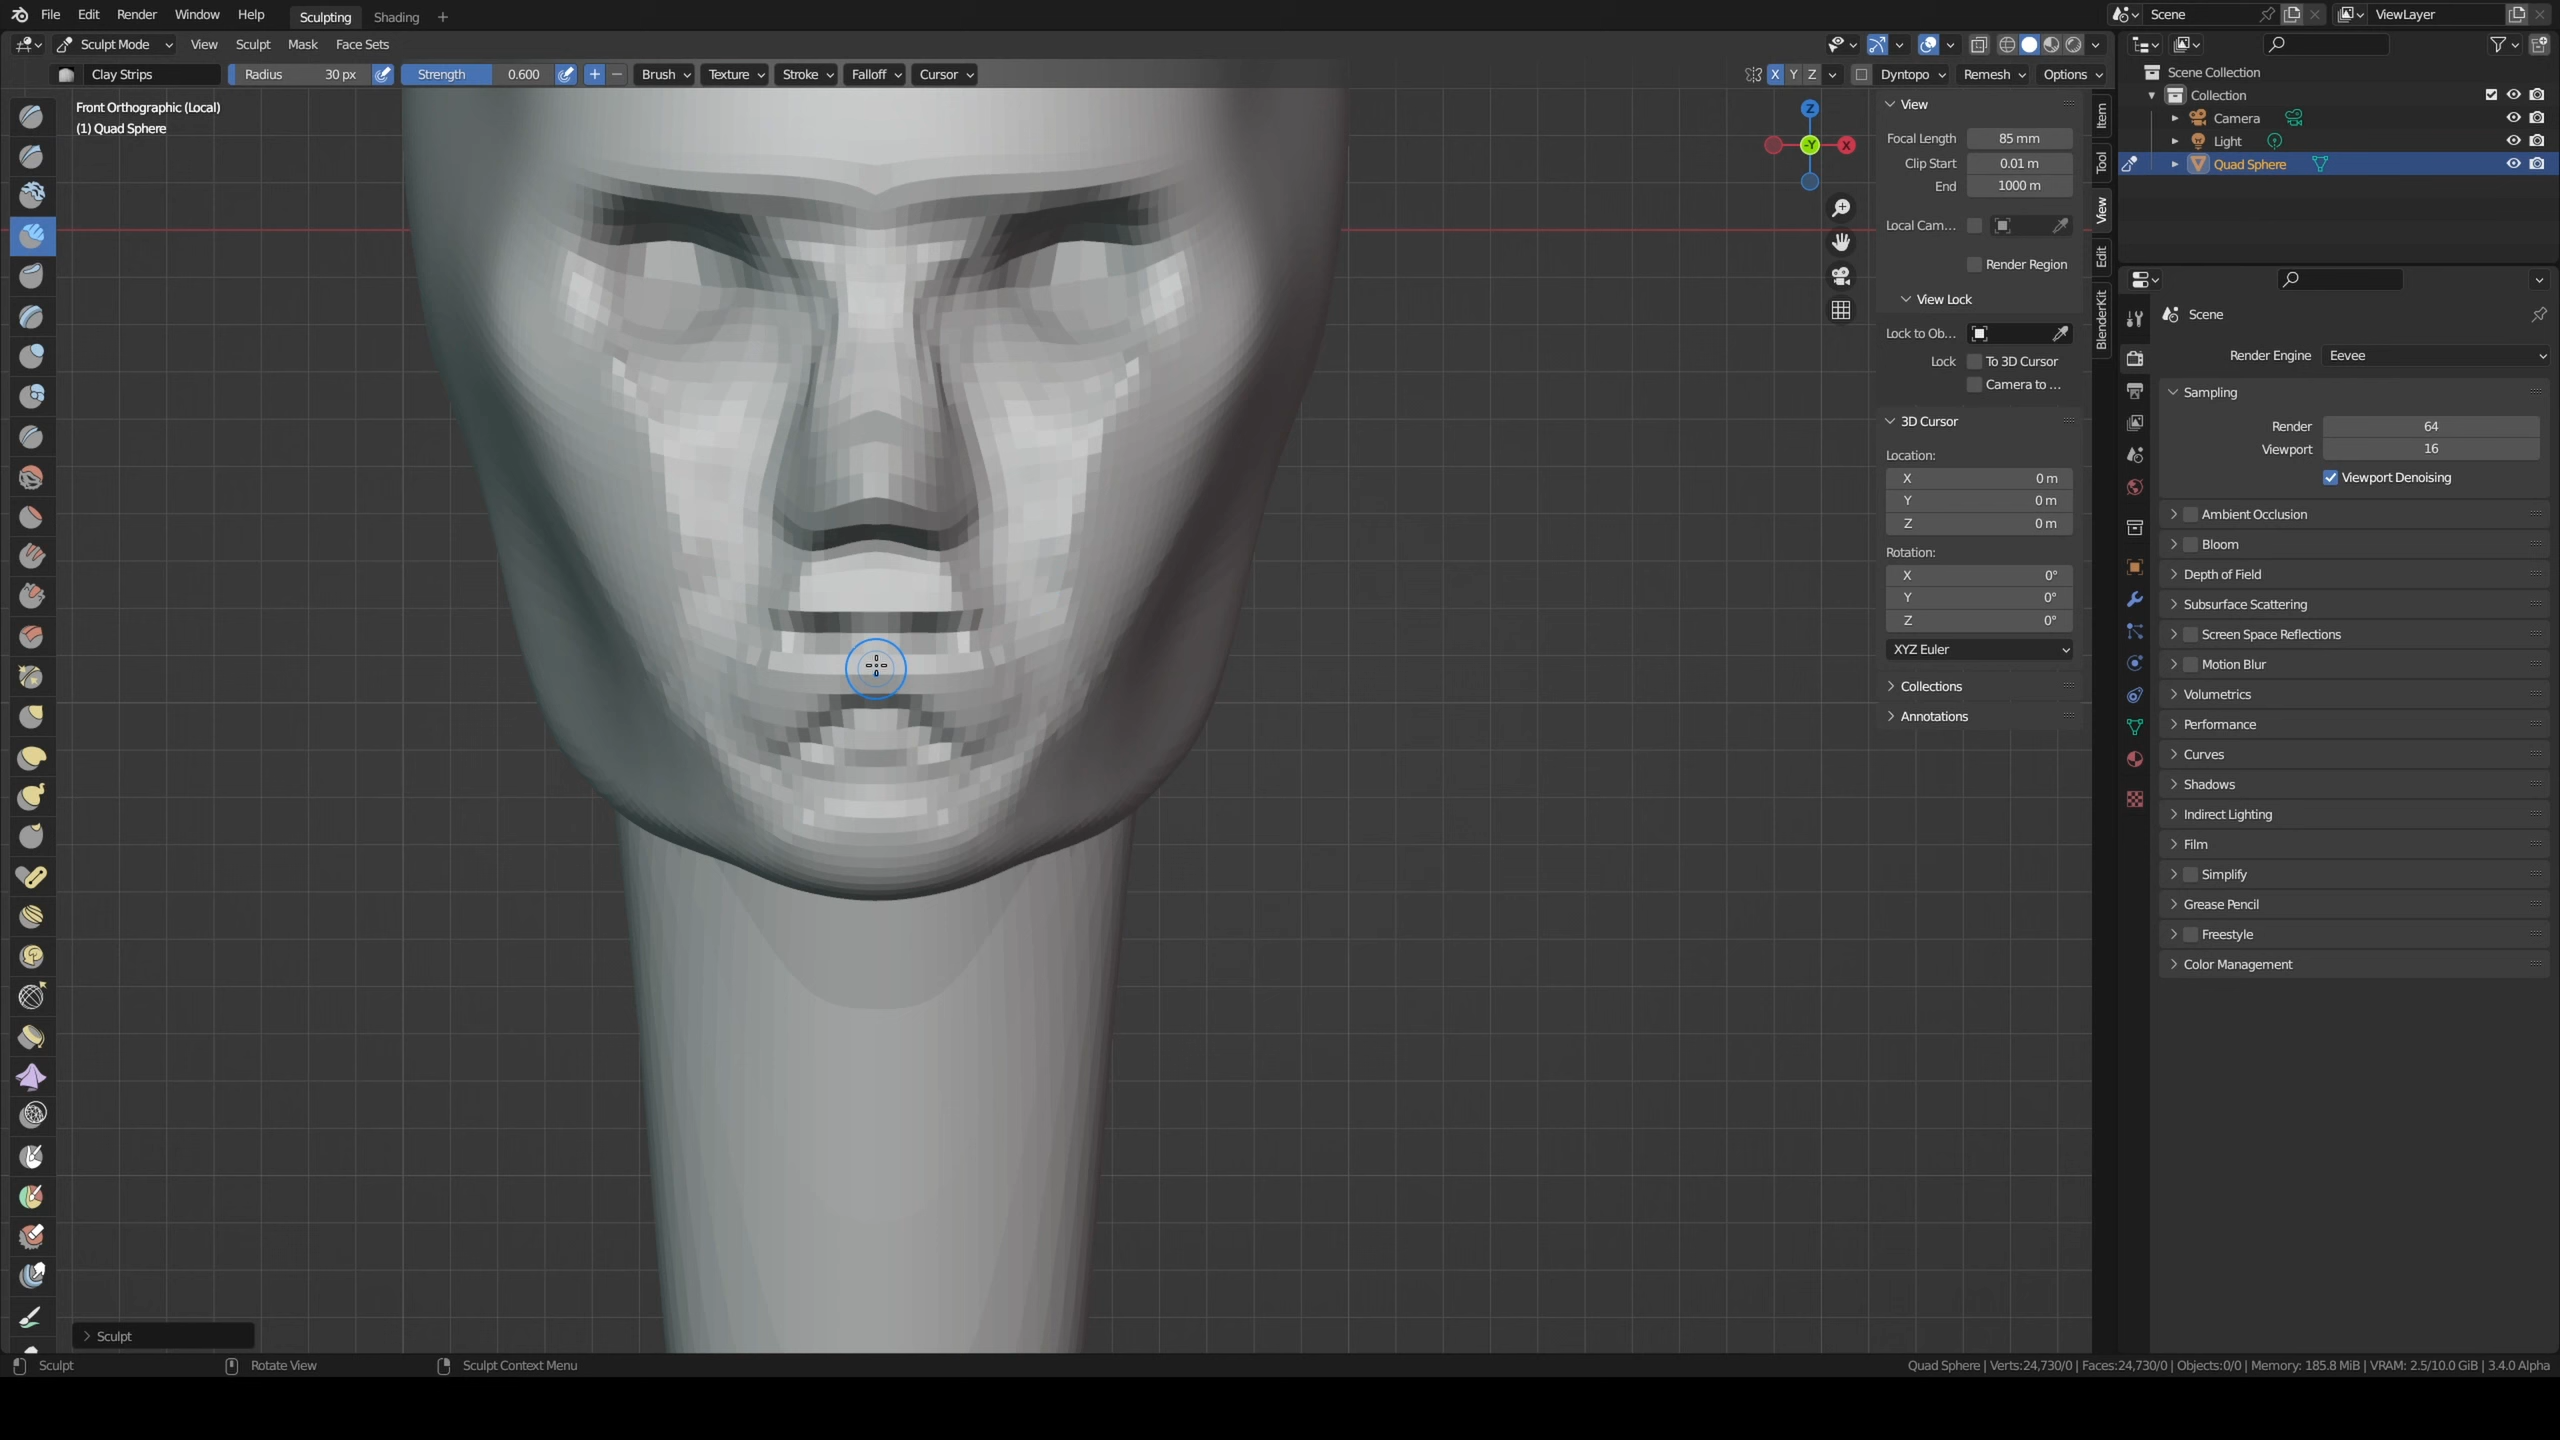 File Edit Render Window Help Sculpting Shading + Scene ViewLayer
Sculpt Mode View Sculpt Mask Face Sets
Clay Strips Radius 30 px Strength 0.600 + − Brush Texture Stroke Falloff Cursor X Y Z Dyntopo Remesh Options
Front Orthographic (Local)
(1) Quad Sphere
Z
-Y X
View
Focal Length 85 mm
Clip Start 0.01 m
End 1000 m
Local Cam...
Render Region
View Lock
Lock to Ob...
Lock To 3D Cursor
Camera to ...
3D Cursor
Location:
X 0 m
Y 0 m
Z 0 m
Rotation:
X 0°
Y 0°
Z 0°
XYZ Euler
Collections
Annotations
Item
Tool
View
Edit
BlenderKit
Scene Collection
Collection
Camera
Light
Quad Sphere
Scene
Render Engine Eevee
Sampling
Render 64
Viewport 16
Viewport Denoising
Ambient Occlusion
Bloom
Depth of Field
Subsurface Scattering
Screen Space Reflections
Motion Blur
Volumetrics
Performance
Curves
Shadows
Indirect Lighting
Film
Simplify
Grease Pencil
Freestyle
Color Management
Sculpt
Sculpt Rotate View Sculpt Context Menu
Quad Sphere | Verts:24,730/0 | Faces:24,730/0 | Objects:0/0 | Memory: 185.8 MiB | VRAM: 2.5/10.0 GiB | 3.4.0 Alpha